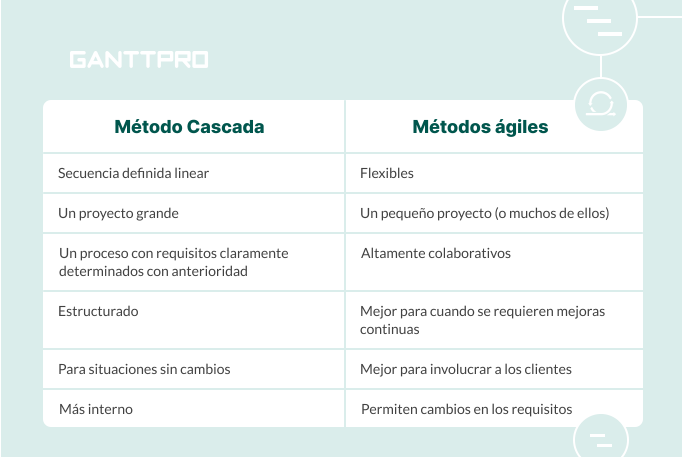 GANTTPRO
Método Cascada
Métodos ágiles
Secuencia definida linear
Flexibles
Un proyecto grande
Un pequeño proyecto (o muchos de ellos)
Un proceso con requisitos claramente
determinados con anterioridad
Altamente colaborativos
Estructurado
Mejor para cuando se requieren mejoras
continuas
Para situaciones sin cambios
Mejor para involucrar a los clientes
Más interno
Permiten cambios en los requisitos